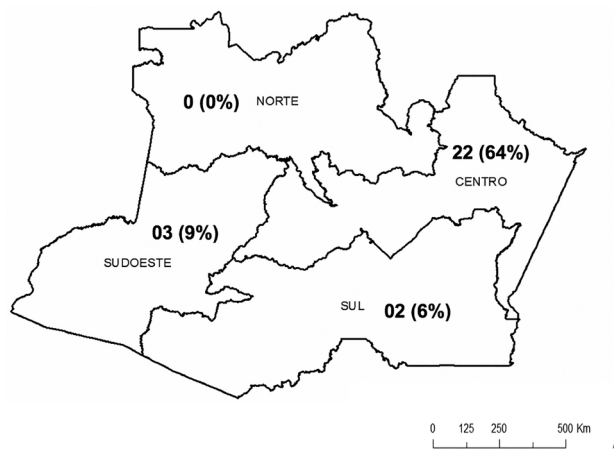 0 (0%) NORTE
22 (64%)
CENTRO
03 (9%)
SUDOESTE
SUL 02 (6%)
0 125 250 500 Km